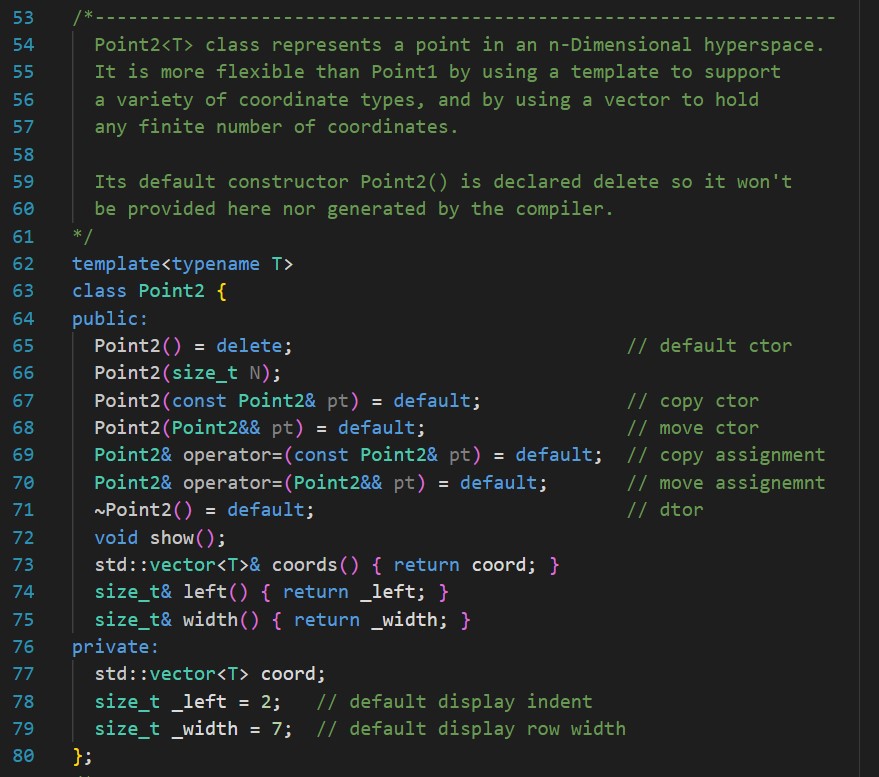 53 /*-------------------------------------------------------------------
54 Point2<T> class represents a point in an n-Dimensional hyperspace.
55 It is more flexible than Point1 by using a template to support
56 a variety of coordinate types, and by using a vector to hold
57 any finite number of coordinates.
58
59 Its default constructor Point2() is declared delete so it won't
60 be provided here nor generated by the compiler.
61 */
62 template<typename T>
63 class Point2 {
64 public:
65 Point2() = delete; // default ctor
66 Point2(size_t N);
67 Point2(const Point2& pt) = default; // copy ctor
68 Point2(Point2&& pt) = default; // move ctor
69 Point2& operator=(const Point2& pt) = default; // copy assignment
70 Point2& operator=(Point2&& pt) = default; // move assignemnt
71 ~Point2() = default; // dtor
72 void show();
73 std::vector<T>& coords() { return coord; }
74 size_t& left() { return _left; }
75 size_t& width() { return _width; }
76 private:
77 std::vector<T> coord;
78 size_t _left = 2; // default display indent
79 size_t _width = 7; // default display row width
80 };